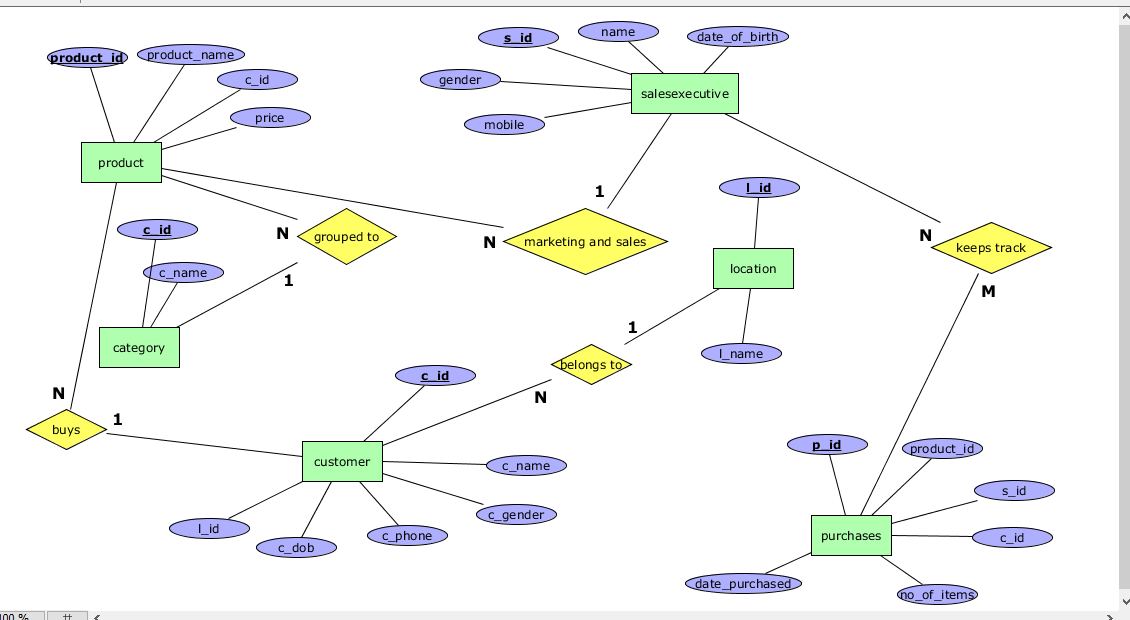 s_id
name
date_of_birth
product_id
product_name
c_id
gender
salesexecutive
price
mobile
product
1
l_id
c_id
N
grouped to
N
marketing and sales
N
keeps track
c_name
1
location
M
1
category
l_name
belongs to
c_id
N
N
buys
1
customer
c_name
p_id
product_id
s_id
c_gender
l_id
c_dob
c_phone
purchases
c_id
date_purchased
no_of_items
100 %